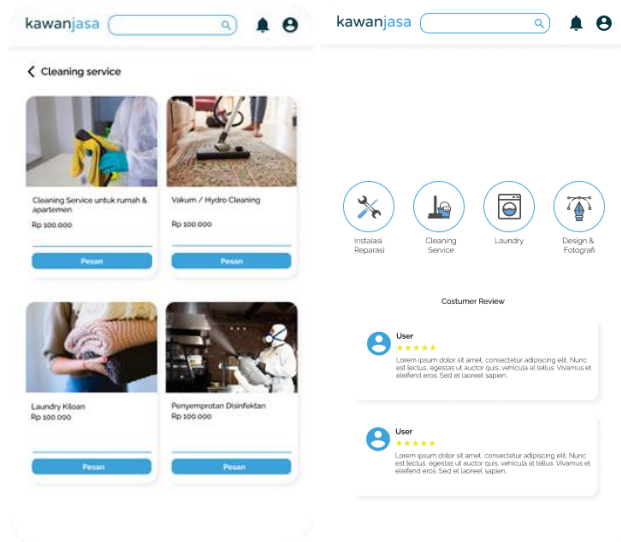 kawanjasa
Cleaning service
Cleaning Service untuk rumah &
apartemen
Rp 100.000
Pesan
Vakum / Hydro Cleaning
Rp 100.000
Pesan
Laundry Kiloan
Rp 100.000
Pesan
Penyemprotan Disinfektan
Rp 100.000
Pesan
kawanjasa
Instalasi
Reparasi
Cleaning
Service
Laundry
Design &
Fotografi
Costumer Review
User
Lorem ipsum dolor sit amet, consectetur adipiscing elit. Nunc
est lectus, egestas ut auctor quis, vehicula at tellus. Vivamus et
eleifend eros. Sed et laoreet sapien.
User
Lorem ipsum dolor sit amet, consectetur adipiscing elit. Nunc
est lectus, egestas ut auctor quis, vehicula at tellus. Vivamus et
eleifend eros. Sed et laoreet sapien.